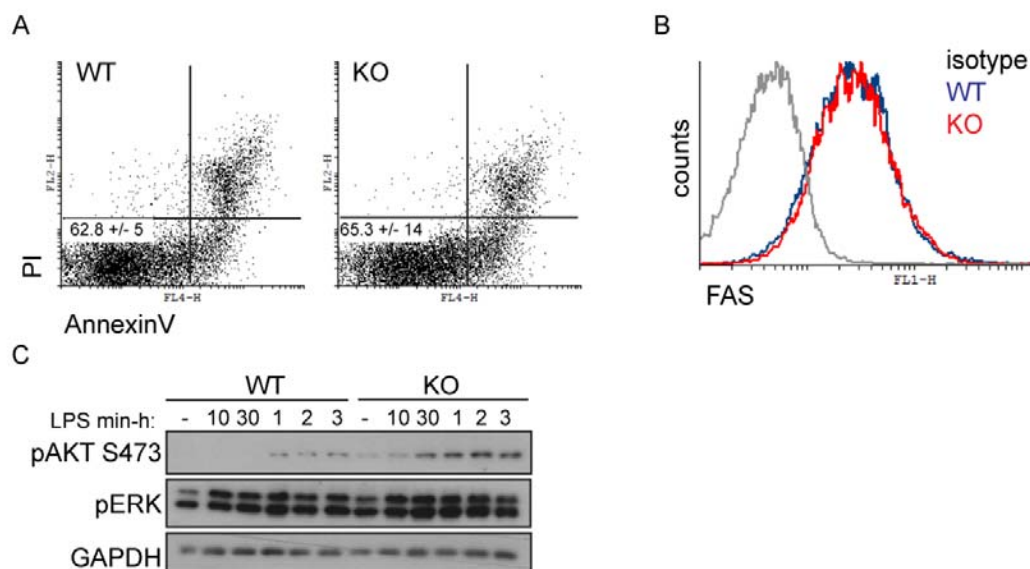 A
WT
KO
FL2-H
FL2-H
62.8 +/- 5
65.3 +/- 14
PI
FL4-H
FL4-H
AnnexinV
B
isotype
WT
KO
counts
FL1-H
FAS
C
WT KO
LPS min-h: - 10 30 1 2 3 - 10 30 1 2 3
pAKT S473
pERK
GAPDH